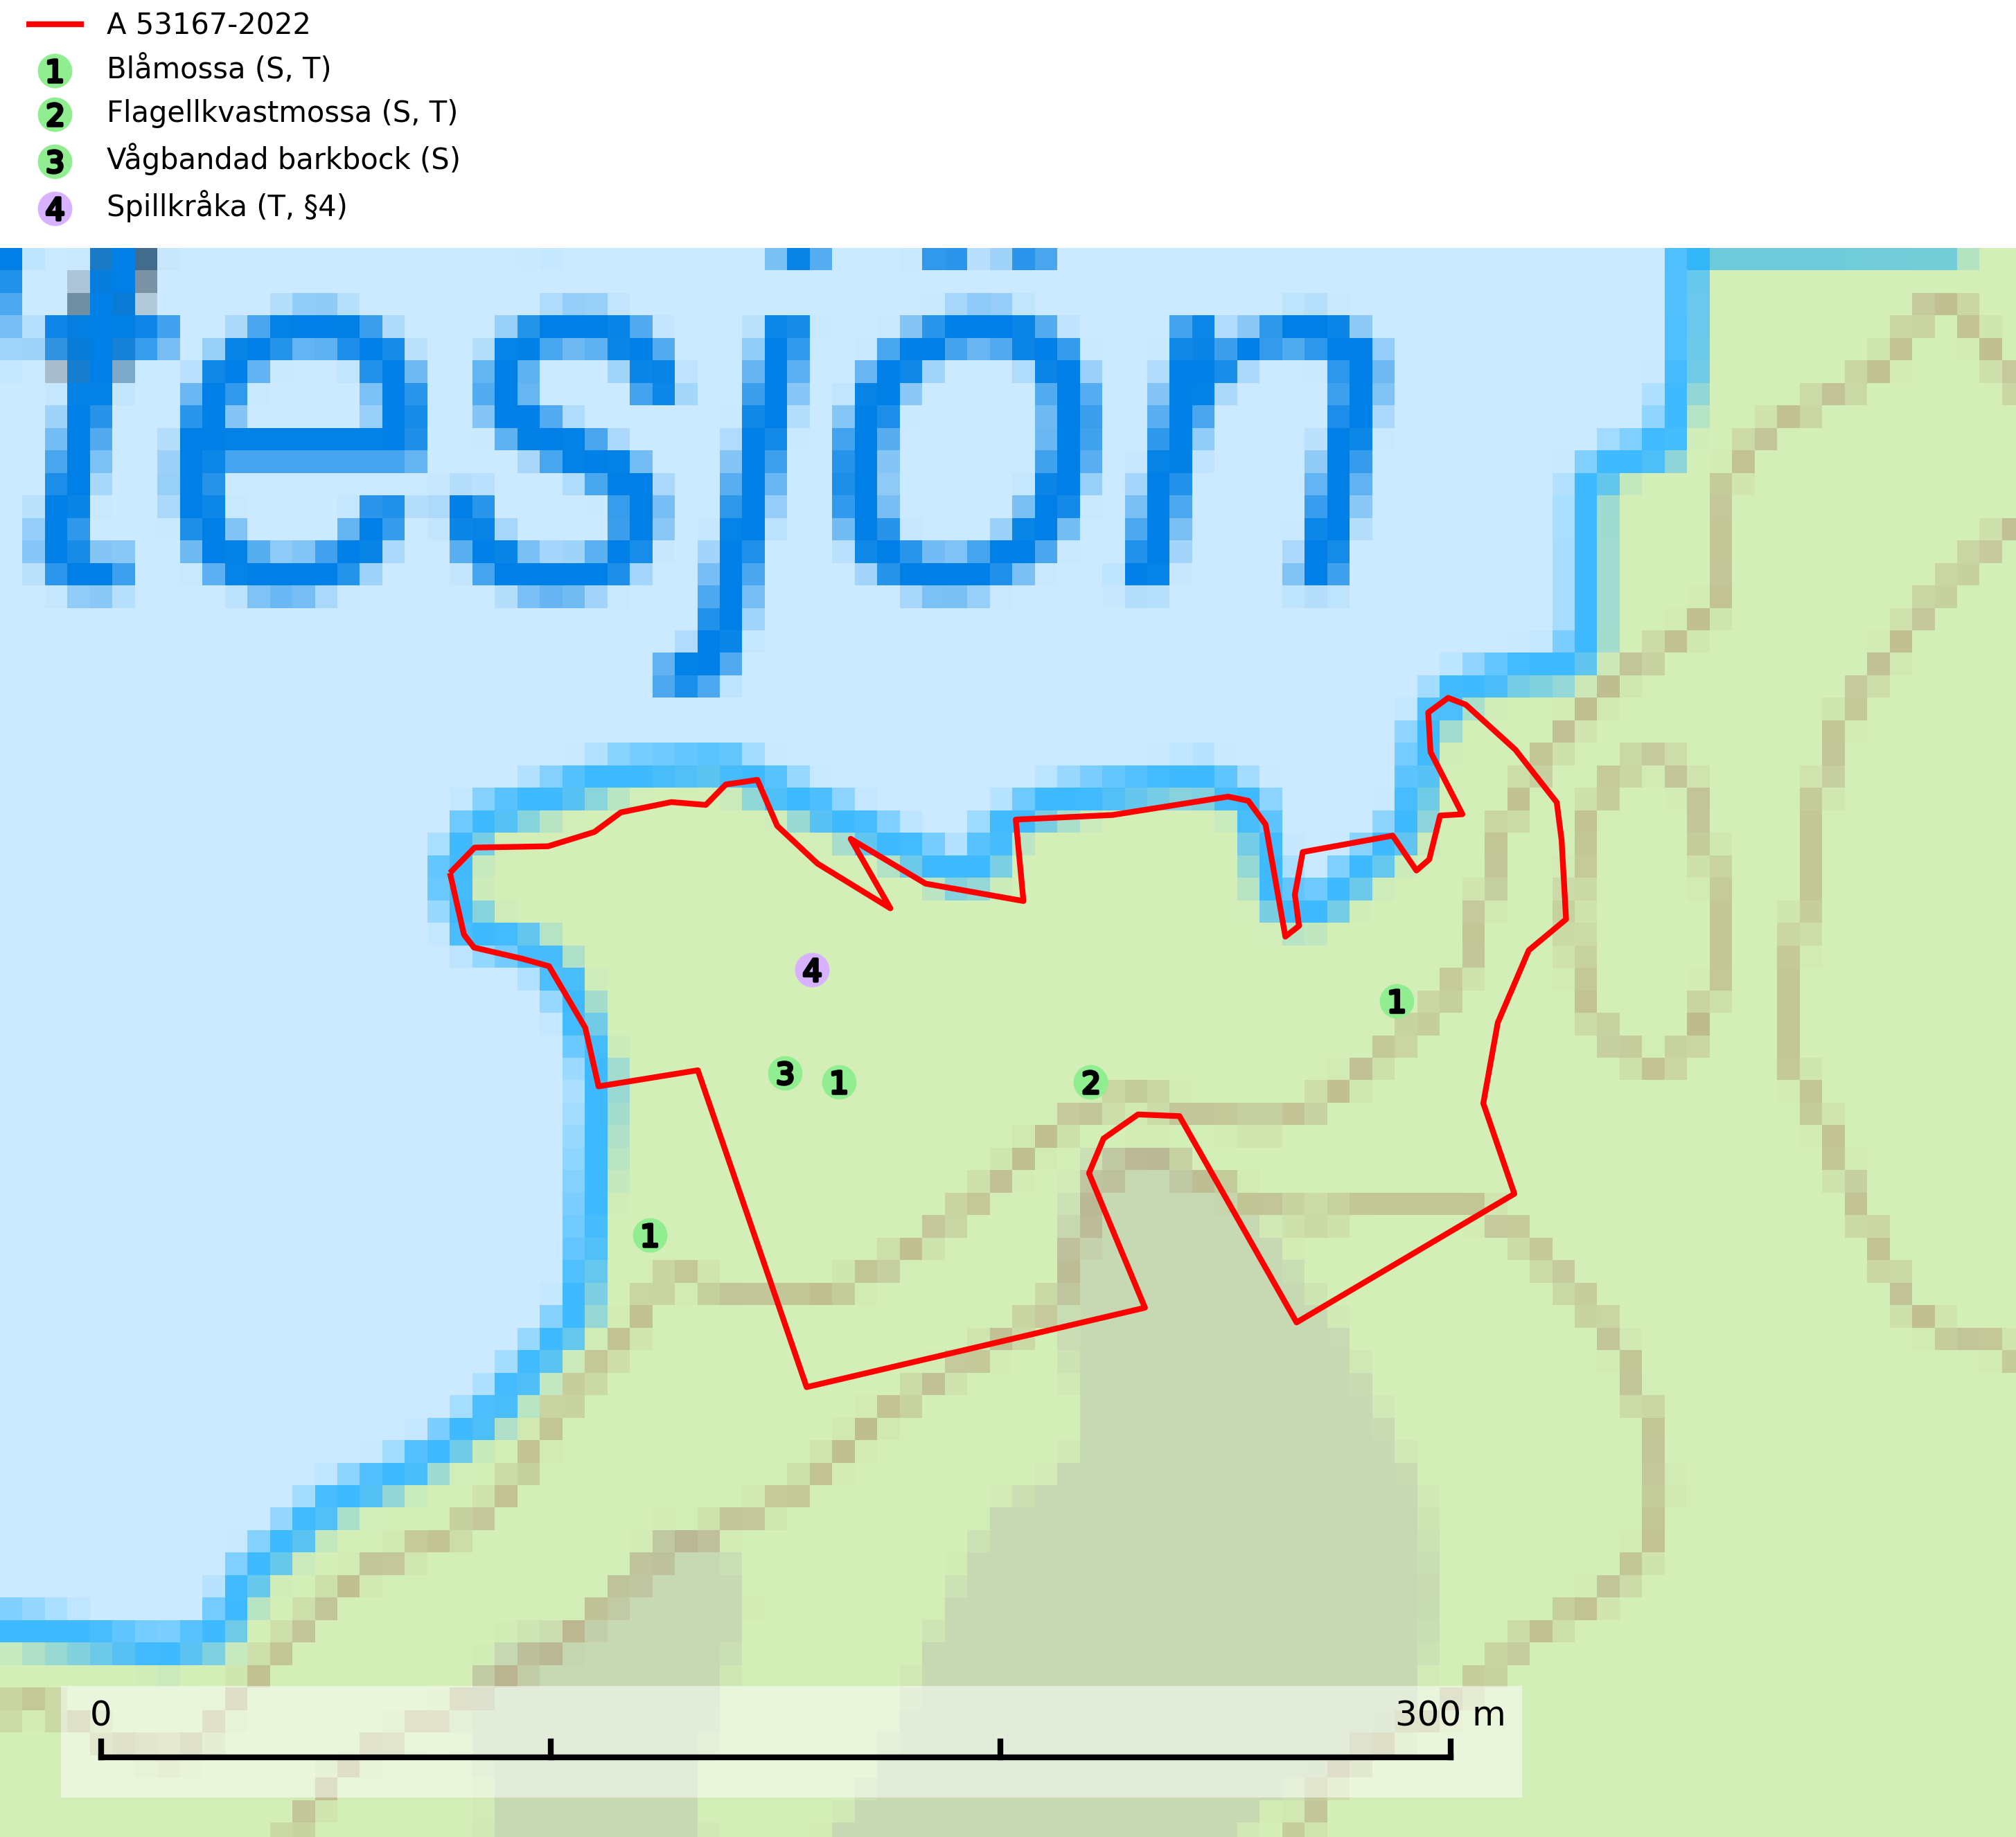 A 53167-2022
1 Blåmossa (S, T)
2 Flagellkvastmossa (S, T)
3 Vågbandad barkbock (S)
4 Spillkråka (T, §4)
tesjön
4
1
3 1 2
1
0 300 m